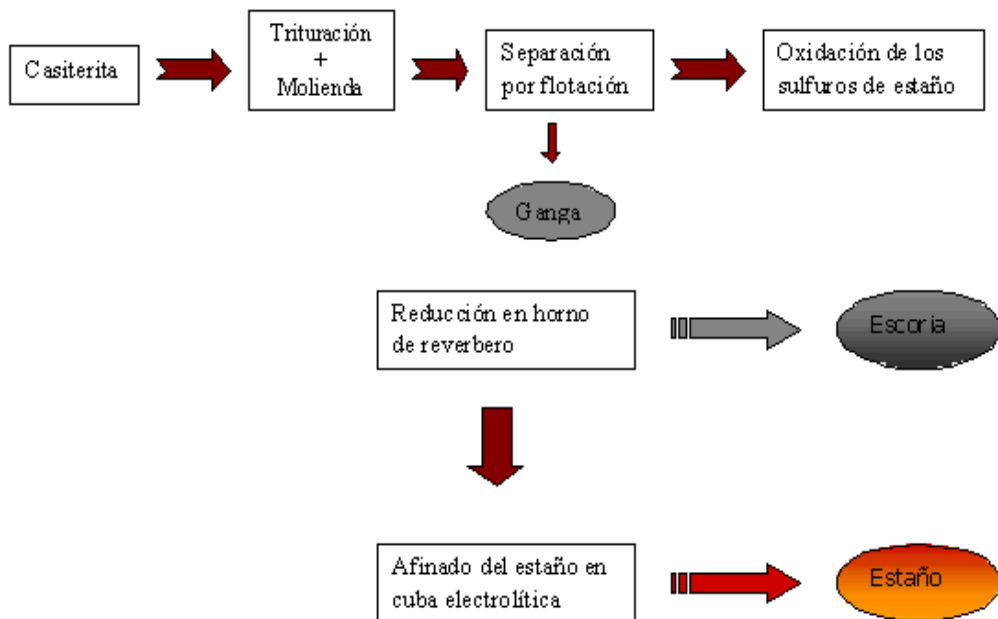 Casiterita
Trituración
+
Molienda
Separación
por flotación
Oxidación de los
sulfuros de estaño
Ganga
Reducción en horno
de reverbero
Escoria
Afinado del estaño en
cuba electrolítica
Estaño